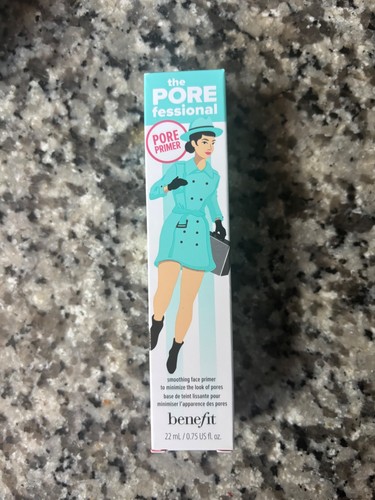 the
PORE
fessional
PORE
PRIMER
smoothing face primer
to minimize the look of pores
base de teint lissante pour
minimiser l'apparence des pores
benefit
22 mL / 0.75 US fl. oz.